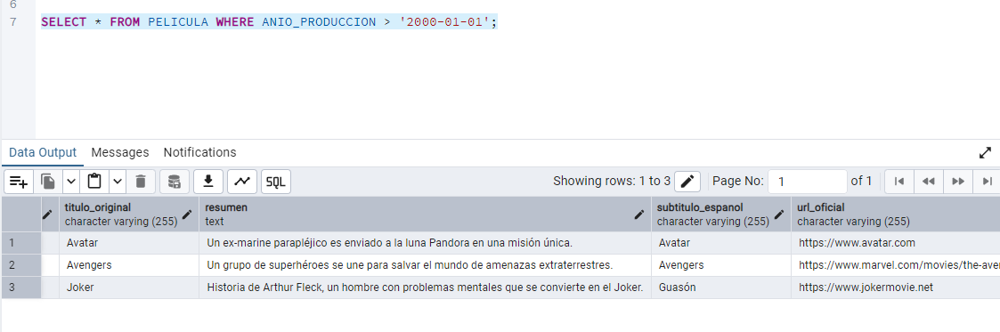 6
7 SELECT * FROM PELICULA WHERE ANIO_PRODUCCION > '2000-01-01';
Data Output Messages Notifications
SQL Showing rows: 1 to 3 Page No: 1 of 1
titulo_original resumen subtitulo_espanol url_oficial
character varying (255) text character varying (255) character varying (255)
1 Avatar Un ex-marine parapléjico es enviado a la luna Pandora en una misión única. Avatar https://www.avatar.com
2 Avengers Un grupo de superhéroes se une para salvar el mundo de amenazas extraterrestres. Avengers https://www.marvel.com/movies/the-aven
3 Joker Historia de Arthur Fleck, un hombre con problemas mentales que se convierte en el Joker. Guasón https://www.jokermovie.net